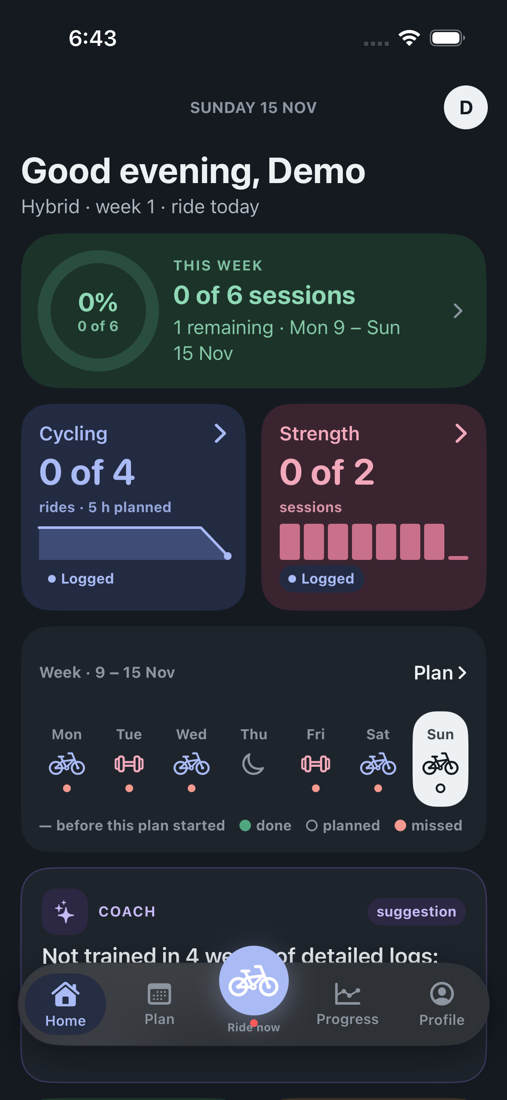 6:43
SUNDAY 15 NOV
D
Good evening, Demo
Hybrid · week 1 · ride today
THIS WEEK
0%
0 of 6
0 of 6 sessions
1 remaining · Mon 9 – Sun
15 Nov
Cycling
0 of 4
rides · 5 h planned
Logged
Strength
0 of 2
sessions
Logged
Week · 9 – 15 Nov
Plan
Mon Tue Wed Thu Fri Sat Sun
— before this plan started done planned missed
COACH
suggestion
Not trained in 4 of detailed logs:
Home
Plan
Ride now
Progress
Profile